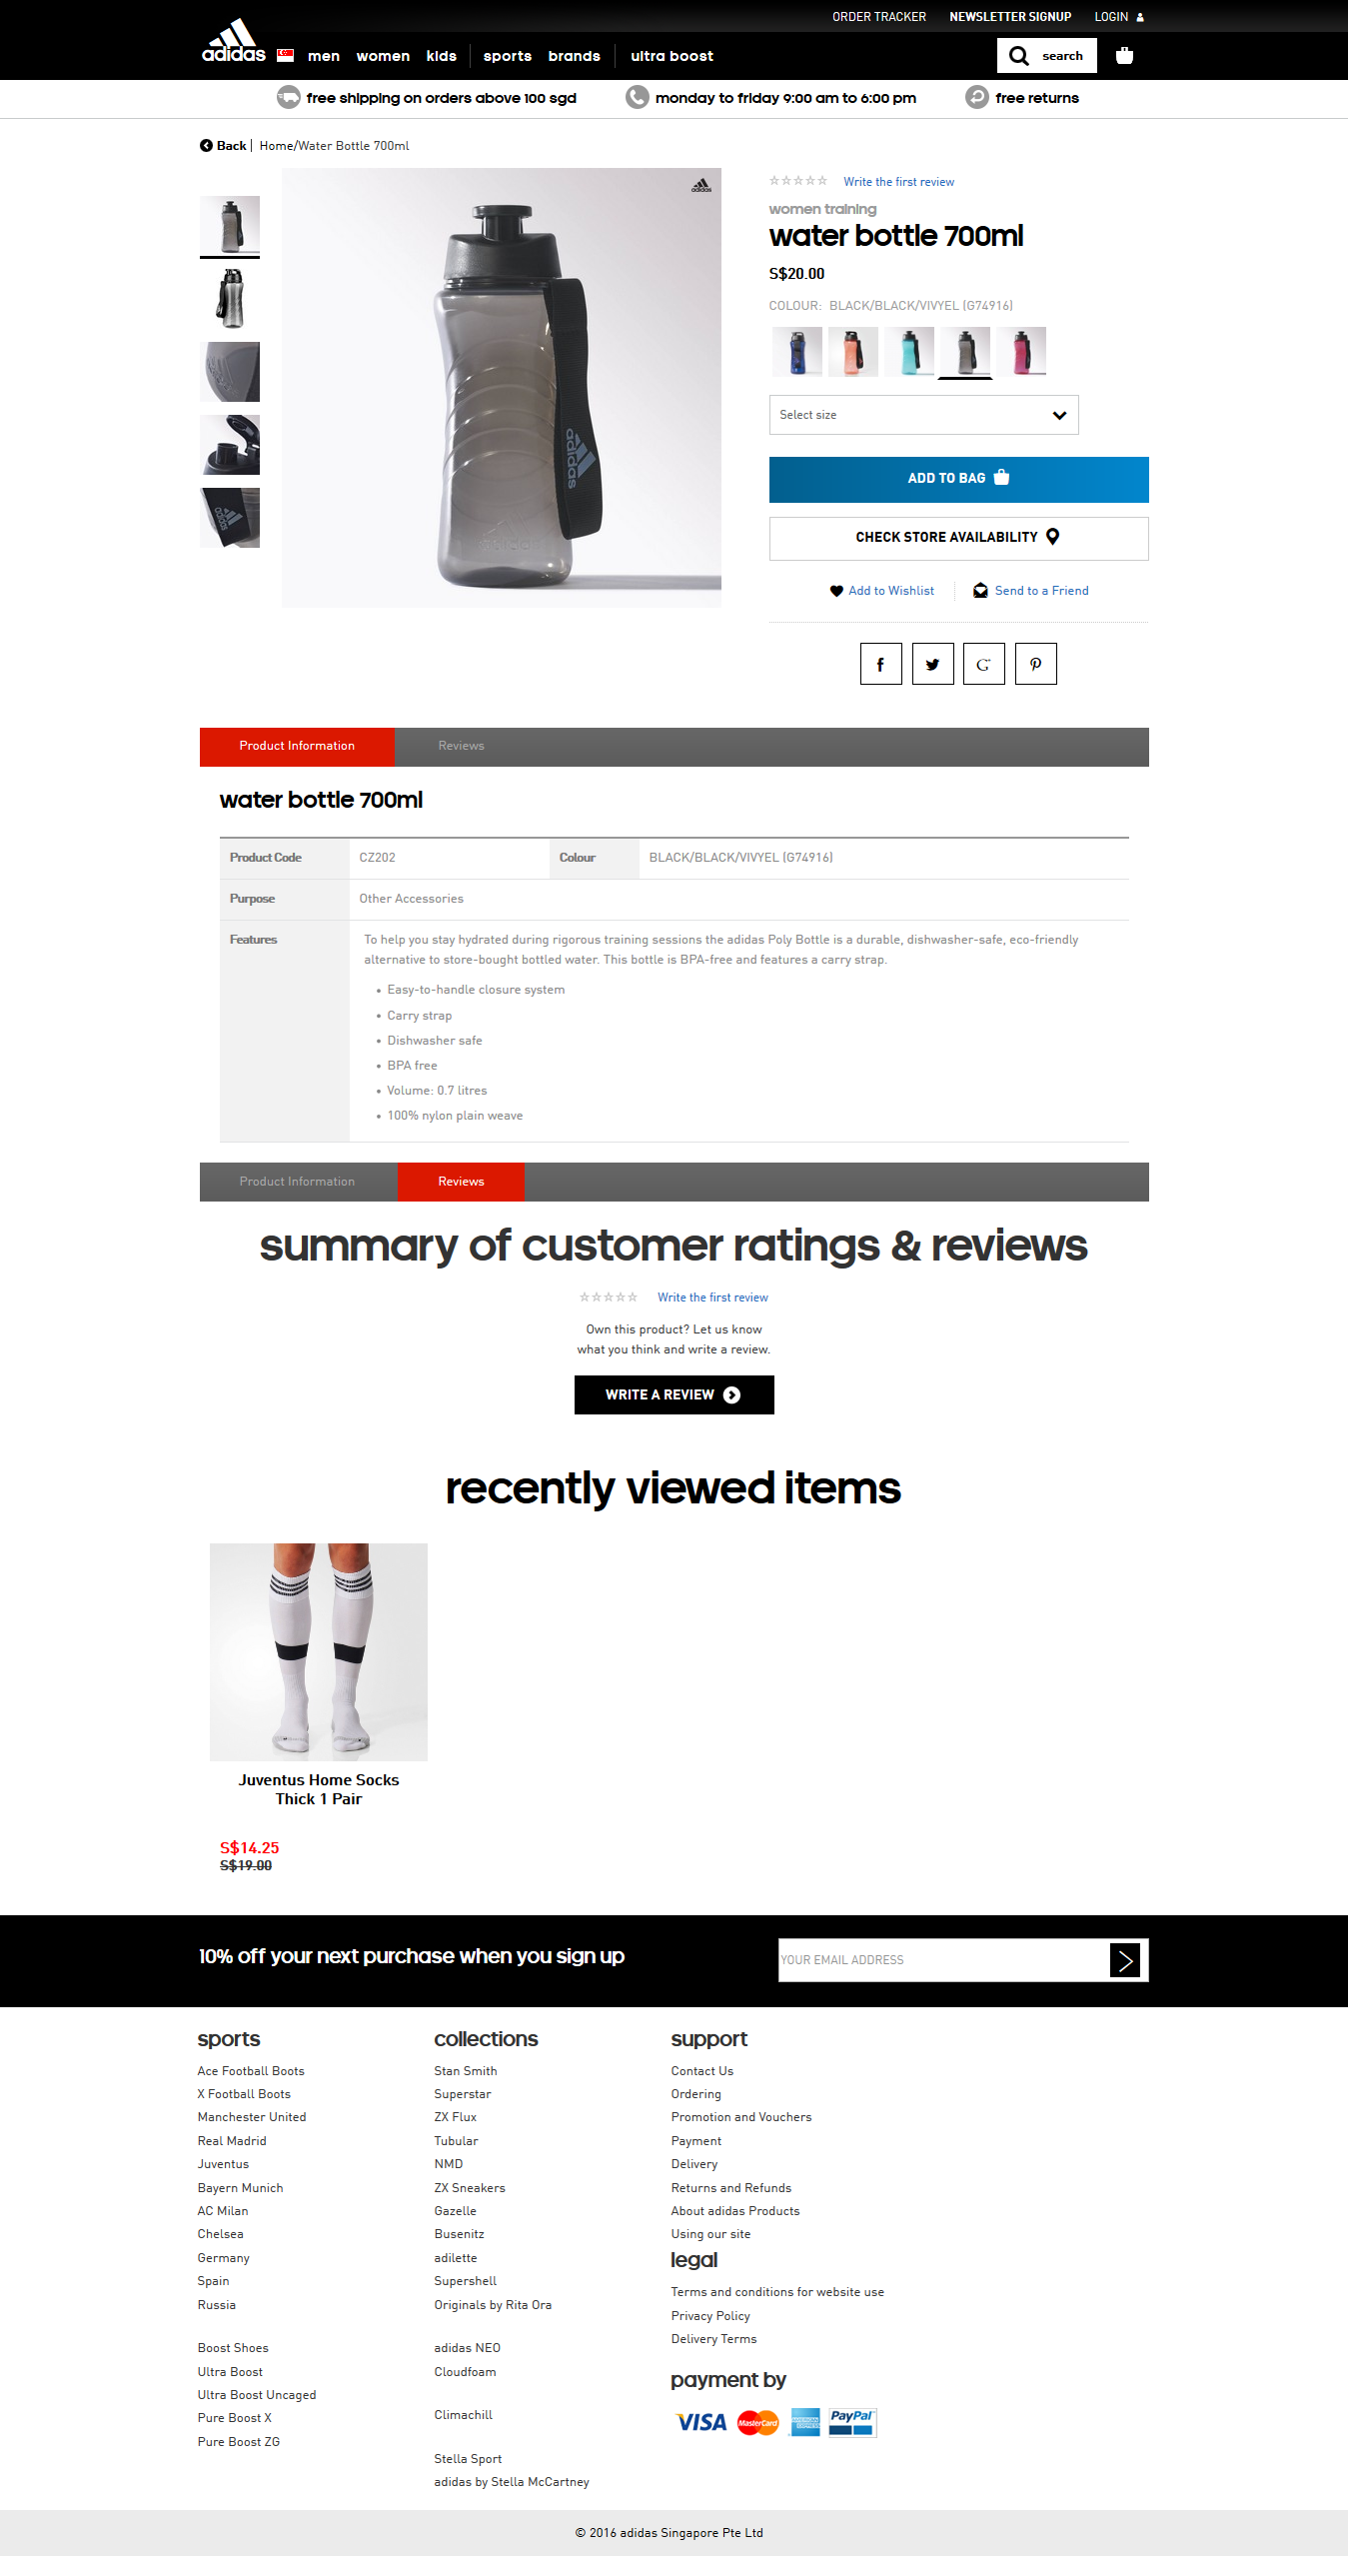 ORDER TRACKER NEWSLETTER SIGNUP LOGIN
adidas men women kids sports brands ultra boost search
free shipping on orders above 100 sgd monday to friday 9:00 am to 6:00 pm free returns
Back | Home/Water Bottle 700ml
adidas
adidas
Write the first review
women training
water bottle 700ml
S$20.00
COLOUR: BLACK/BLACK/VIVYEL (G74916)
Select size
ADD TO BAG
CHECK STORE AVAILABILITY
Add to Wishlist Send to a Friend
Product Information Reviews
water bottle 700ml
Product Code CZ202 Colour BLACK/BLACK/VIVYEL (G74916)
Purpose Other Accessories
Features To help you stay hydrated during rigorous training sessions the adidas Poly Bottle is a durable, dishwasher-safe, eco-friendly
alternative to store-bought bottled water. This bottle is BPA-free and features a carry strap.
• Easy-to-handle closure system
• Carry strap
• Dishwasher safe
• BPA free
• Volume: 0.7 litres
• 100% nylon plain weave
Product Information Reviews
summary of customer ratings & reviews
Write the first review
Own this product? Let us know
what you think and write a review.
WRITE A REVIEW
recently viewed items
Juventus Home Socks
Thick 1 Pair
S$14.25
S$19.00
10% off your next purchase when you sign up YOUR EMAIL ADDRESS
sports
Ace Football Boots
X Football Boots
Manchester United
Real Madrid
Juventus
Bayern Munich
AC Milan
Chelsea
Germany
Spain
Russia
Boost Shoes
Ultra Boost
Ultra Boost Uncaged
Pure Boost X
Pure Boost ZG
collections
Stan Smith
Superstar
ZX Flux
Tubular
NMD
ZX Sneakers
Gazelle
Busenitz
adilette
Supershell
Originals by Rita Ora
adidas NEO
Cloudfoam
Climachill
Stella Sport
adidas by Stella McCartney
support
Contact Us
Ordering
Promotion and Vouchers
Payment
Delivery
Returns and Refunds
About adidas Products
Using our site
legal
Terms and conditions for website use
Privacy Policy
Delivery Terms
payment by
VISA MasterCard AMERICAN EXPRESS PayPal
© 2016 adidas Singapore Pte Ltd